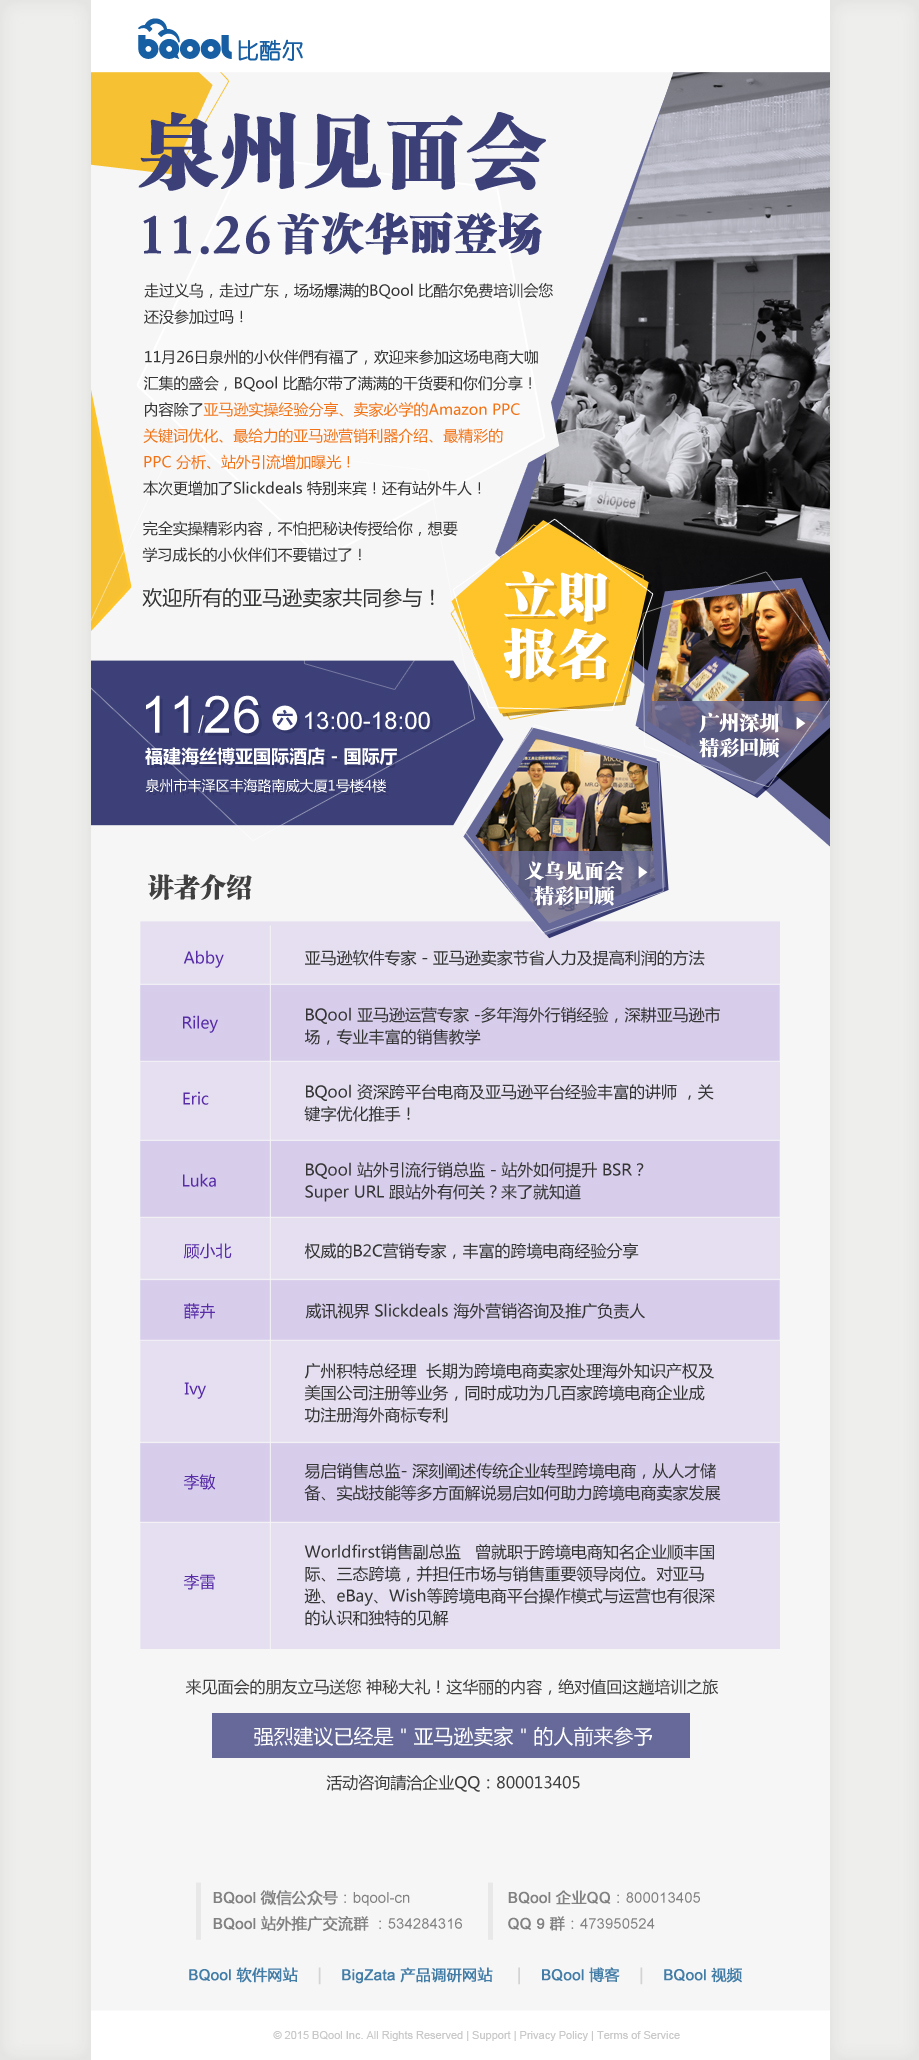 bqool 比酷尔
泉州见面会
11.26首次华丽登场
走过义乌，走过广东，场场爆满的BQool 比酷尔免费培训会您
还没参加过吗！
11月26日泉州的小伙伴們有福了，欢迎来参加这场电商大咖
汇集的盛会，BQool 比酷尔带了满满的干货要和你们分享！
内容除了亚马逊实操经验分享、卖家必学的Amazon PPC
关键词优化、最给力的亚马逊营销利器介绍、最精彩的
PPC 分析、站外引流增加曝光！
本次更增加了Slickdeals 特别来宾！还有站外牛人！
完全实操精彩内容，不怕把秘诀传授给你，想要
学习成长的小伙伴们不要错过了！
欢迎所有的亚马逊卖家共同参与！
shopee
立即
报名
广州深圳
精彩回顾
11/26 六 13:00-18:00
福建海丝博亚国际酒店 - 国际厅
泉州市丰泽区丰海路南威大厦1号楼4楼
义乌见面会
精彩回顾
讲者介绍
Abby
亚马逊软件专家 - 亚马逊卖家节省人力及提高利润的方法
Riley
BQool 亚马逊运营专家 -多年海外行销经验，深耕亚马逊市
场，专业丰富的销售教学
Eric
BQool 资深跨平台电商及亚马逊平台经验丰富的讲师 ，关
键字优化推手！
Luka
BQool 站外引流行销总监 - 站外如何提升 BSR？
Super URL 跟站外有何关？来了就知道
顾小北
权威的B2C营销专家，丰富的跨境电商经验分享
薛卉
威讯视界 Slickdeals 海外营销咨询及推广负责人
Ivy
广州积特总经理 长期为跨境电商卖家处理海外知识产权及
美国公司注册等业务，同时成功为几百家跨境电商企业成
功注册海外商标专利
李敏
易启销售总监- 深刻阐述传统企业转型跨境电商，从人才储
备、实战技能等多方面解说易启如何助力跨境电商卖家发展
李雷
Worldfirst销售副总监 曾就职于跨境电商知名企业顺丰国
际、三态跨境，并担任市场与销售重要领导岗位。对亚马
逊、eBay、Wish等跨境电商平台操作模式与运营也有很深
的认识和独特的见解
来见面会的朋友立马送您 神秘大礼！这华丽的内容，绝对值回这趟培训之旅
强烈建议已经是 " 亚马逊卖家 " 的人前来参予
活动咨询請洽企业QQ：800013405
BQool 微信公众号：bqool-cn
BQool 站外推广交流群 ：534284316
BQool 企业QQ：800013405
QQ 9 群：473950524
BQool 软件网站 | BigZata 产品调研网站 | BQool 博客 | BQool 视频
© 2015 BQool Inc. All Rights Reserved | Support | Privacy Policy | Terms of Service